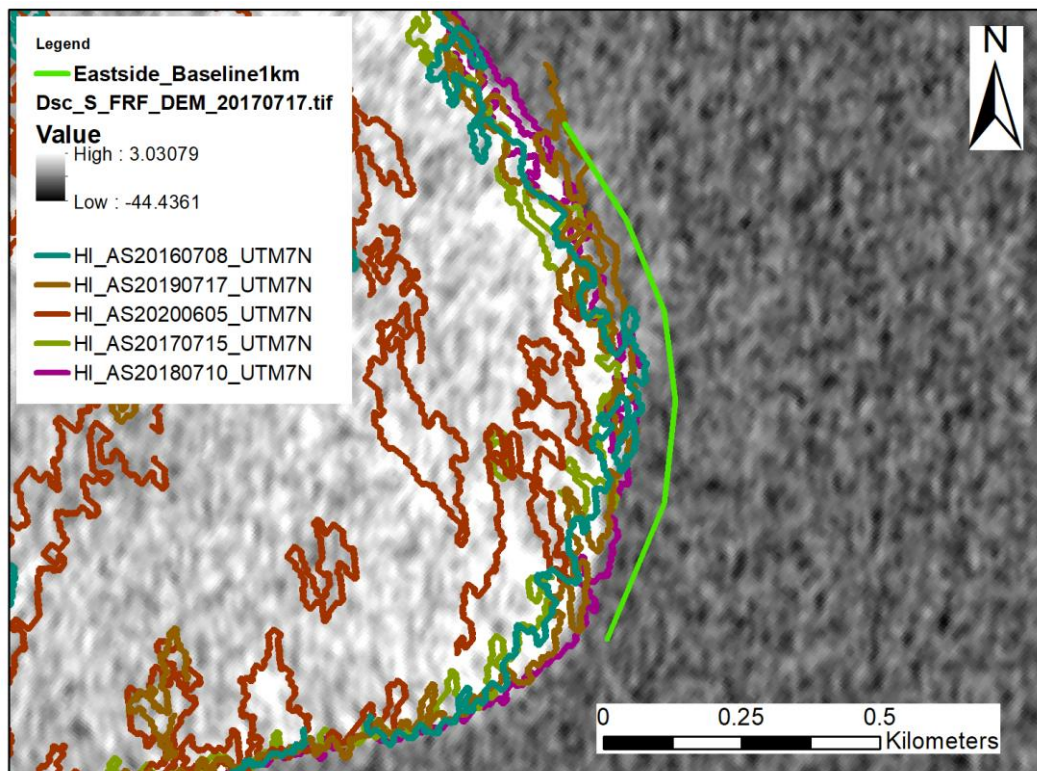 Legend
Eastside_Baseline1km
Dsc_S_FRF_DEM_20170717.tif
Value
High : 3.03079
Low : -44.4361
HI_AS20160708_UTM7N
HI_AS20190717_UTM7N
HI_AS20200605_UTM7N
HI_AS20170715_UTM7N
HI_AS20180710_UTM7N
N
0 0.25 0.5
Kilometers